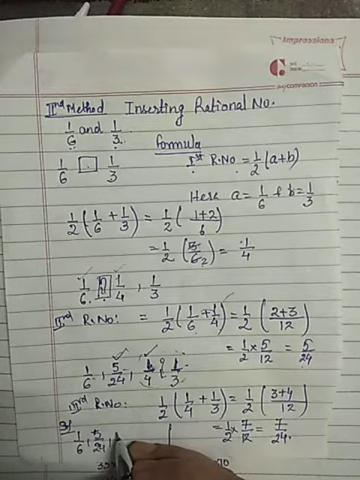 Impressions
mycompanion
IInd Method Inserting Rational No.
1/6 and 1/3
Formula
1/6 □ 1/3
Ist R.No = 1/2 (a+b)
Here a = 1/6 & b = 1/3
1/2 (1/6 + 1/3) = 1/2 (1+2/6)
= 1/2 (3/6 2) = 1/4
1/6, 1/4, 1/3
IInd R.No: = 1/2 (1/6 + 1/4) = 1/2 (2+3/12)
= 1/2 × 5/12 = 5/24
1/6, 5/24, 1/4, 1/3
IIIrd R.No: 1/2 (1/4 + 1/3) = 1/2 (3+4/12)
= 1/2 × 7/12 = 7/24
1/6, 5/24,